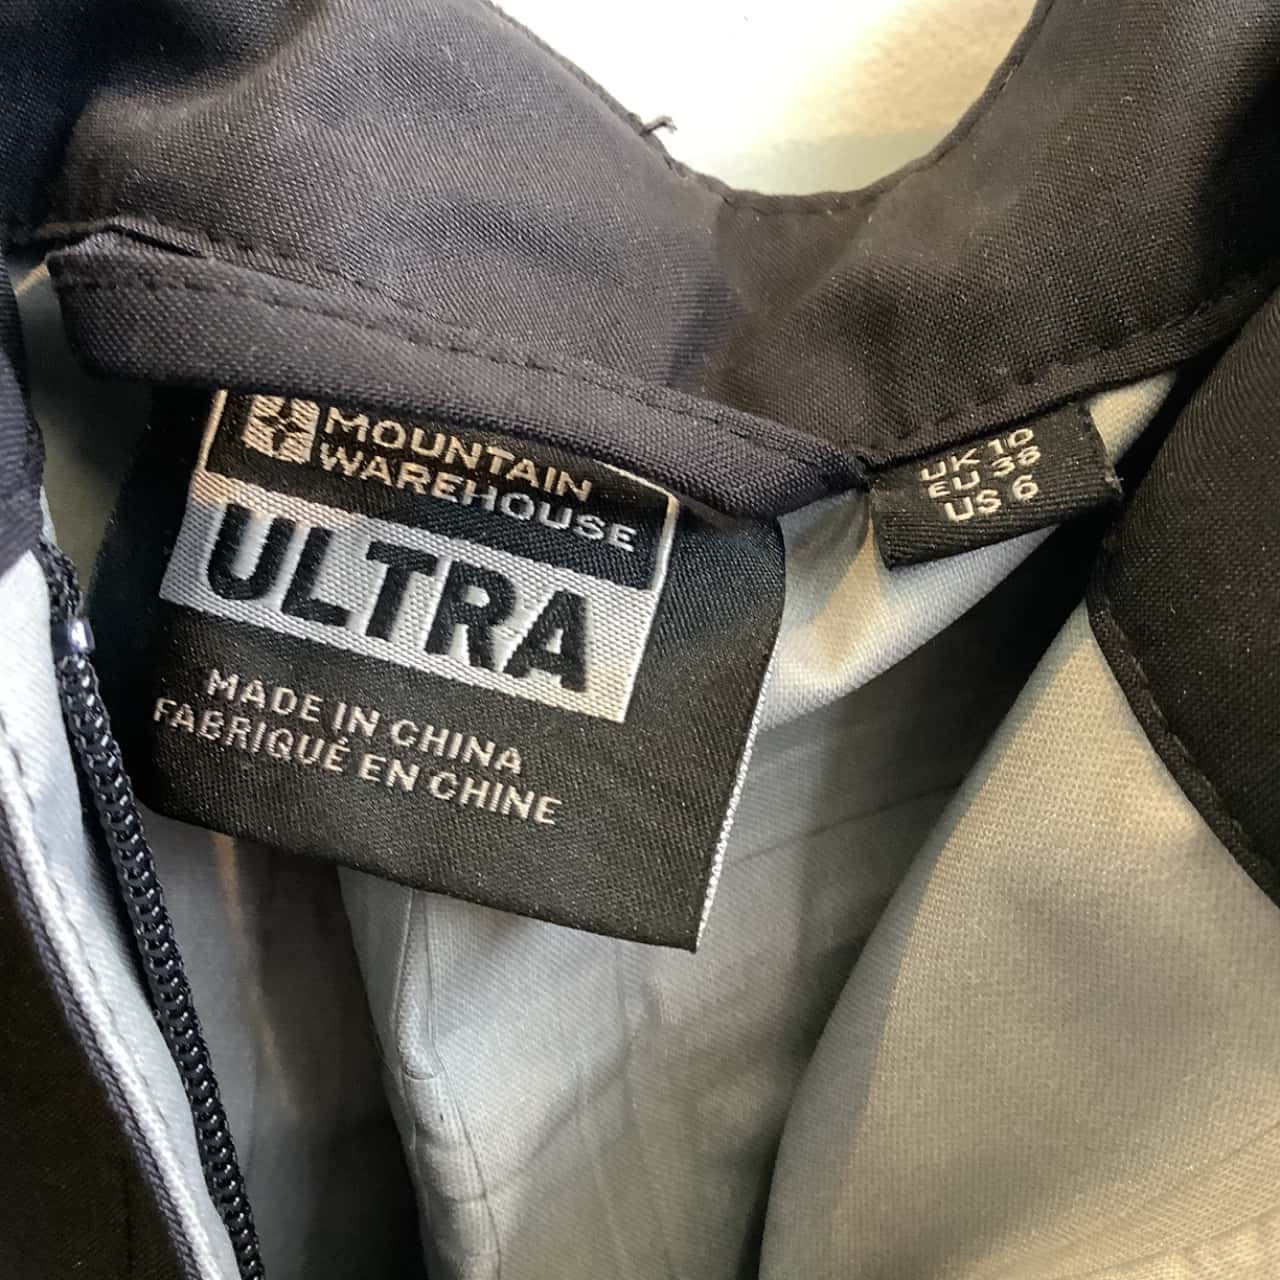 MOUNTAIN
WAREHOUSE
ULTRA
MADE IN CHINA
FABRIQUÉ EN CHINE
UK 10
EU 38
US 6